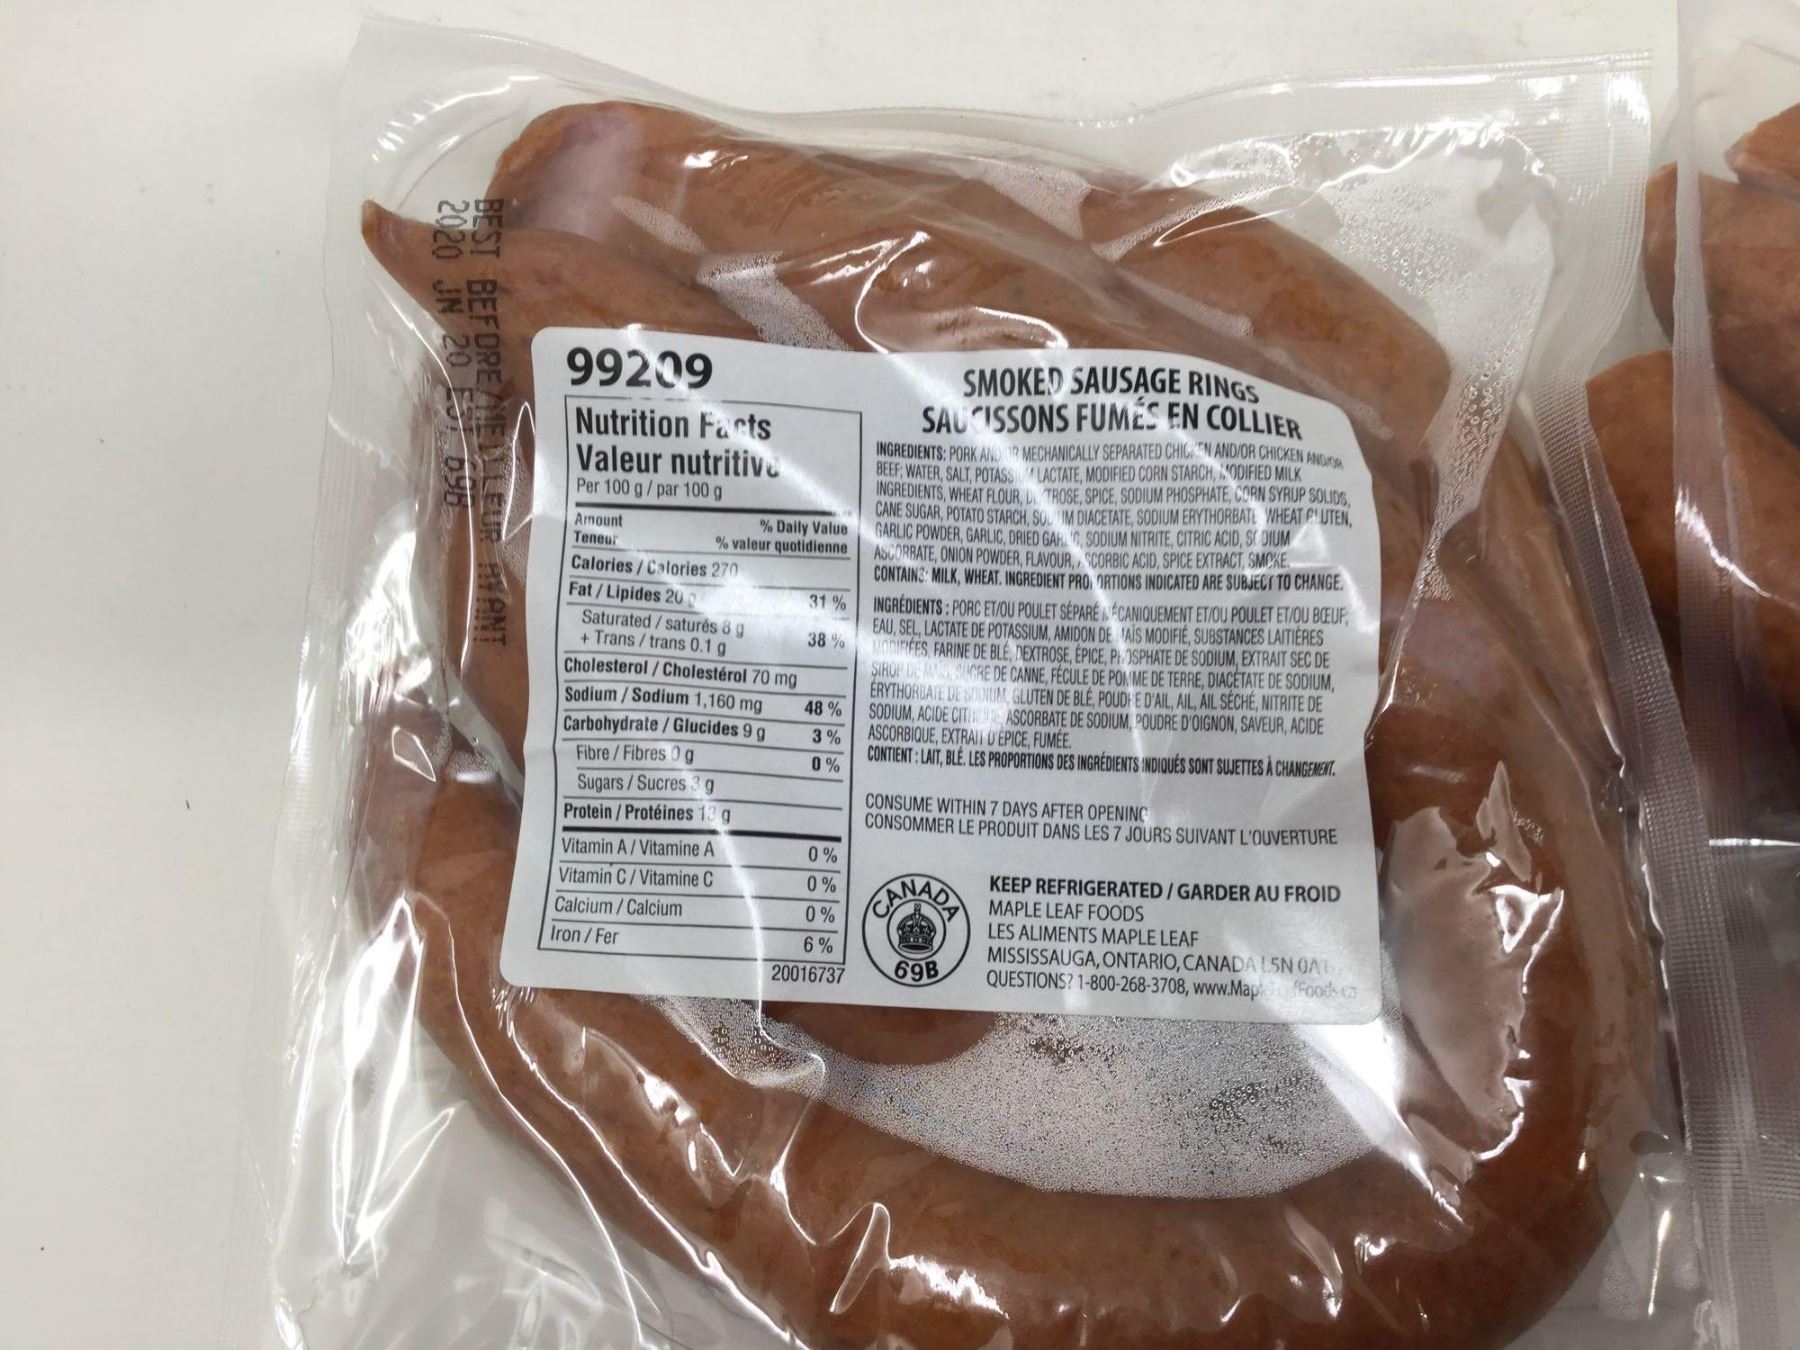 BEST BEFORE / MEILLEUR AVANT
2020 JN 20 EST 69B
99209
Nutrition Facts
Valeur nutritive
Per 100 g / par 100 g
Amount % Daily Value
Teneur % valeur quotidienne
Calories / Calories 270
Fat / Lipides 20 g 31 %
Saturated / saturés 8 g
+ Trans / trans 0.1 g 38 %
Cholesterol / Cholestérol 70 mg
Sodium / Sodium 1,160 mg 48 %
Carbohydrate / Glucides 9 g 3 %
Fibre / Fibres 0 g 0 %
Sugars / Sucres 3 g
Protein / Protéines 13 g
Vitamin A / Vitamine A 0 %
Vitamin C / Vitamine C 0 %
Calcium / Calcium 0 %
Iron / Fer 6 %
20016737
SMOKED SAUSAGE RINGS
SAUCISSONS FUMÉS EN COLLIER
INGREDIENTS: PORK AND/OR MECHANICALLY SEPARATED CHICKEN AND/OR CHICKEN AND/OR
BEEF; WATER, SALT, POTASSIUM LACTATE, MODIFIED CORN STARCH, MODIFIED MILK
INGREDIENTS, WHEAT FLOUR, DEXTROSE, SPICE, SODIUM PHOSPHATE, CORN SYRUP SOLIDS,
CANE SUGAR, POTATO STARCH, SODIUM DIACETATE, SODIUM ERYTHORBATE, WHEAT GLUTEN,
GARLIC POWDER, GARLIC, DRIED GARLIC, SODIUM NITRITE, CITRIC ACID, SODIUM
ASCORBATE, ONION POWDER, FLAVOUR, ASCORBIC ACID, SPICE EXTRACT, SMOKE.
CONTAINS: MILK, WHEAT. INGREDIENT PROPORTIONS INDICATED ARE SUBJECT TO CHANGE.
INGRÉDIENTS : PORC ET/OU POULET SÉPARÉ MÉCANIQUEMENT ET/OU POULET ET/OU BŒUF;
EAU, SEL, LACTATE DE POTASSIUM, AMIDON DE MAÏS MODIFIÉ, SUBSTANCES LAITIÈRES
MODIFIÉES, FARINE DE BLÉ, DEXTROSE, ÉPICE, PHOSPHATE DE SODIUM, EXTRAIT SEC DE
SIROP DE MAÏS, SUCRE DE CANNE, FÉCULE DE POMME DE TERRE, DIACÉTATE DE SODIUM,
ÉRYTHORBATE DE SODIUM, GLUTEN DE BLÉ, POUDRE D'AIL, AIL, AIL SÉCHÉ, NITRITE DE
SODIUM, ACIDE CITRIQUE, ASCORBATE DE SODIUM, POUDRE D'OIGNON, SAVEUR, ACIDE
ASCORBIQUE, EXTRAIT D'ÉPICE, FUMÉE.
CONTIENT : LAIT, BLÉ. LES PROPORTIONS DES INGRÉDIENTS INDIQUÉS SONT SUJETTES À CHANGEMENT.
CONSUME WITHIN 7 DAYS AFTER OPENING
CONSOMMER LE PRODUIT DANS LES 7 JOURS SUIVANT L'OUVERTURE
CANADA
69B
KEEP REFRIGERATED / GARDER AU FROID
MAPLE LEAF FOODS
LES ALIMENTS MAPLE LEAF
MISSISSAUGA, ONTARIO, CANADA L5N 0A1
QUESTIONS? 1-800-268-3708, www.MapleLeafFoods.ca